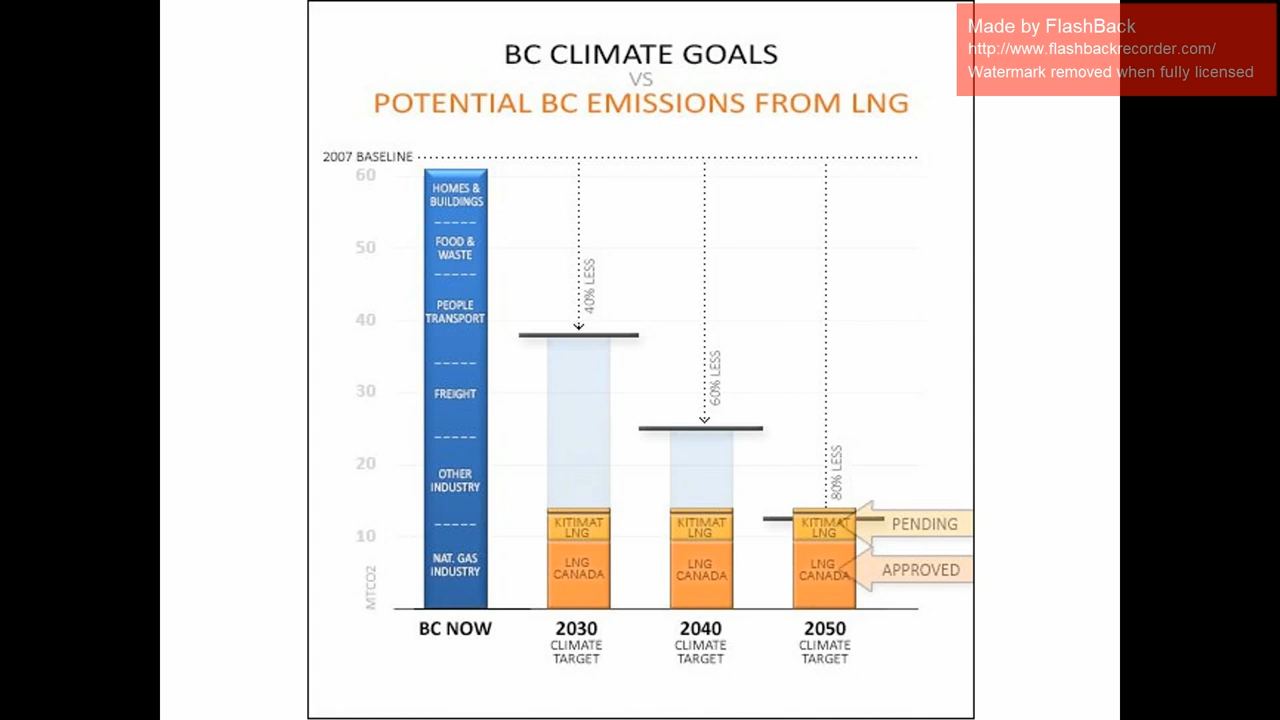 Made by FlashBack
http://www.flashbackrecorder.com/
Watermark removed when fully licensed
BC CLIMATE GOALS
VS
POTENTIAL BC EMISSIONS FROM LNG
2007 BASELINE
60
50
40
30
20
10
MTCO2
HOMES &
BUILDINGS
FOOD &
WASTE
PEOPLE
TRANSPORT
FREIGHT
OTHER
INDUSTRY
NAT. GAS
INDUSTRY
40% LESS
60% LESS
80% LESS
KITIMAT
LNG
LNG
CANADA
KITIMAT
LNG
LNG
CANADA
KITIMAT
LNG
LNG
CANADA
PENDING
APPROVED
BC NOW
2030
CLIMATE
TARGET
2040
CLIMATE
TARGET
2050
CLIMATE
TARGET